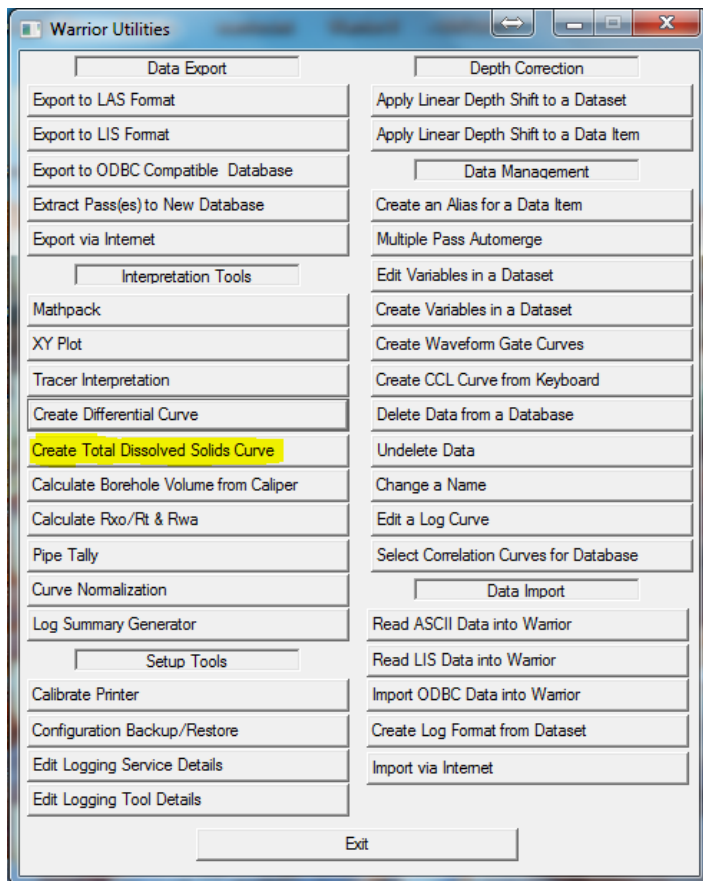 Warrior Utilities
Data Export
Export to LAS Format
Export to LIS Format
Export to ODBC Compatible Database
Extract Pass(es) to New Database
Export via Internet
Interpretation Tools
Mathpack
XY Plot
Tracer Interpretation
Create Differential Curve
Create Total Dissolved Solids Curve
Calculate Borehole Volume from Caliper
Calculate Rxo/Rt & Rwa
Pipe Tally
Curve Normalization
Log Summary Generator
Setup Tools
Calibrate Printer
Configuration Backup/Restore
Edit Logging Service Details
Edit Logging Tool Details
Depth Correction
Apply Linear Depth Shift to a Dataset
Apply Linear Depth Shift to a Data Item
Data Management
Create an Alias for a Data Item
Multiple Pass Automerge
Edit Variables in a Dataset
Create Variables in a Dataset
Create Waveform Gate Curves
Create CCL Curve from Keyboard
Delete Data from a Database
Undelete Data
Change a Name
Edit a Log Curve
Select Correlation Curves for Database
Data Import
Read ASCII Data into Warrior
Read LIS Data into Warrior
Import ODBC Data into Warrior
Create Log Format from Dataset
Import via Internet
Exit